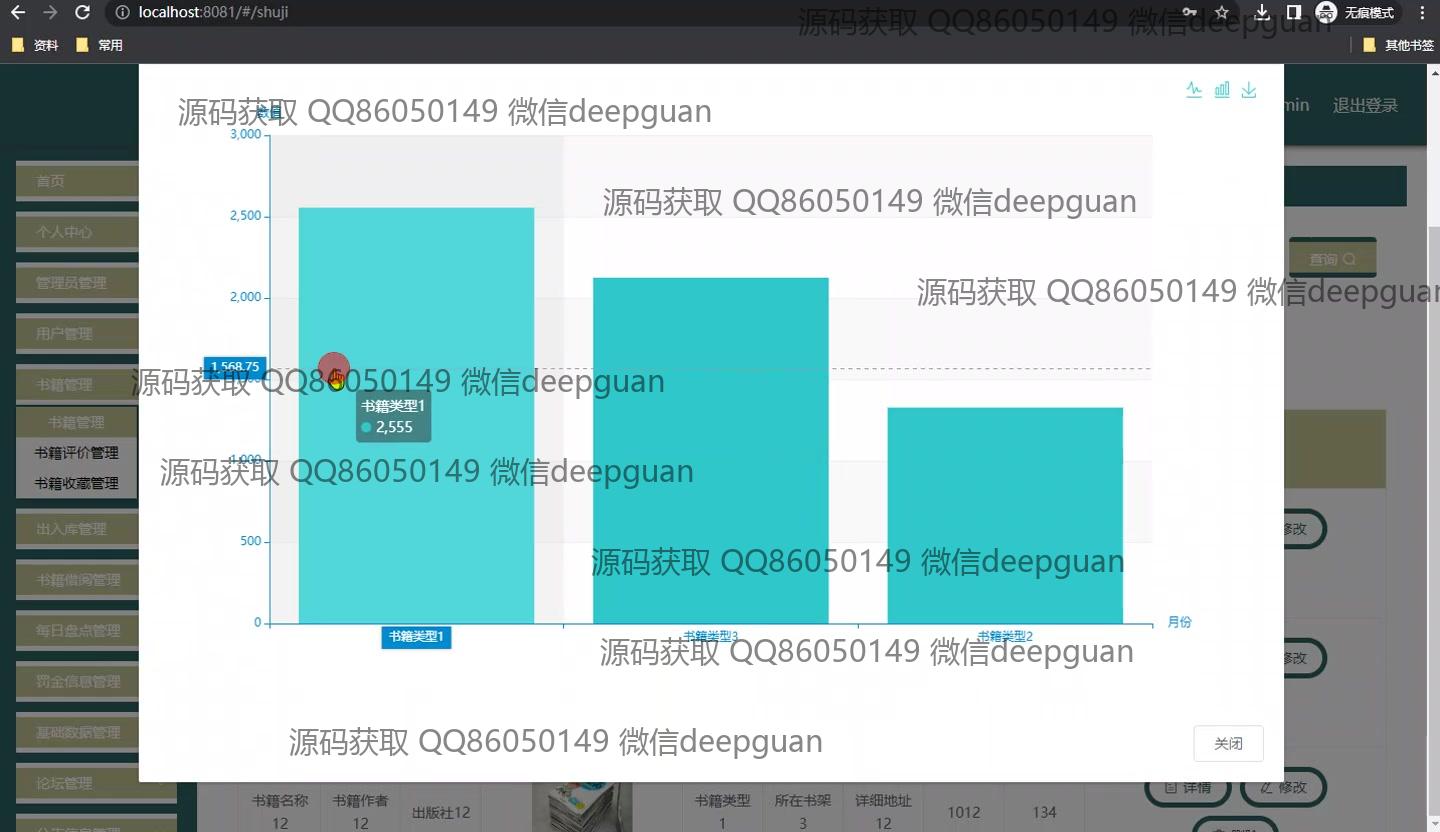 localhost:8081/#/shuji
无痕模式
源码获取 QQ86050149 微信deepguan
资料
常用
其他书签
源码获取 QQ86050149 微信deepguan
数值
min
退出登录
3,000
首页
源码获取 QQ86050149 微信deepguan
2,500
个人中心
查询
管理员管理
2,000
源码获取 QQ86050149 微信deepguan
用户管理
1,568.75
书籍管理
源码获取 QQ86050149 微信deepguan
书籍类型1
2,555
书籍管理
书籍评价管理
1,000
源码获取 QQ86050149 微信deepguan
书籍收藏管理
出入库管理
修改
500
源码获取 QQ86050149 微信deepguan
书籍借阅管理
0
月份
每日盘点管理
书籍类型1
书籍类型3
书籍类型2
源码获取 QQ86050149 微信deepguan
修改
罚金信息管理
基础数据管理
源码获取 QQ86050149 微信deepguan
关闭
论坛管理
详情
修改
书籍名称
12
书籍作者
12
出版社12
书籍类型
1
所在书架
3
详细地址
12
1012
134